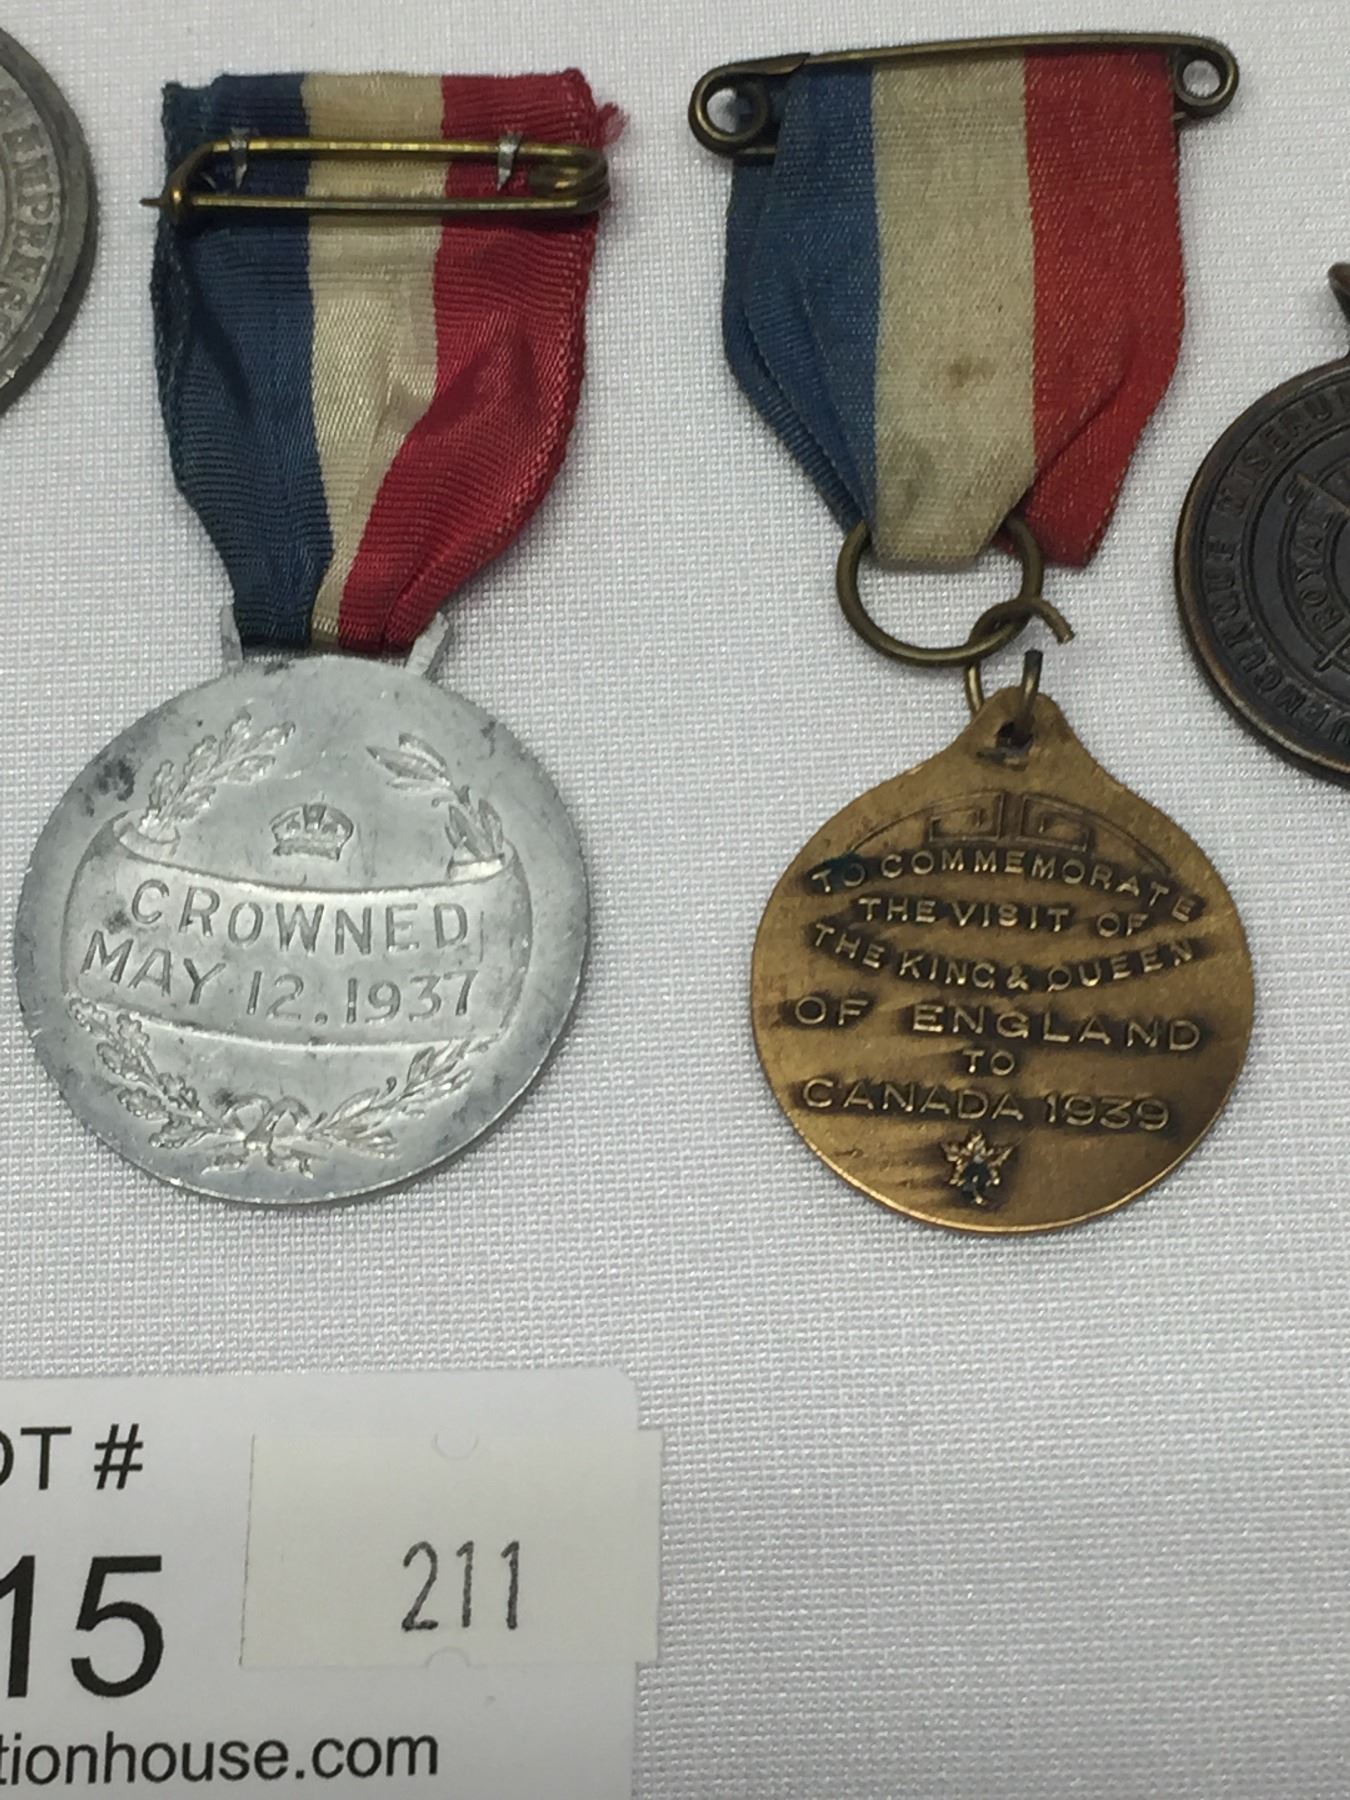 CROWNED
MAY 12. 1937
TO COMMEMORATE
THE VISIT OF
THE KING & QUEEN
OF ENGLAND
TO
CANADA 1939
ROYAL
OT #
15
211
tionhouse.com